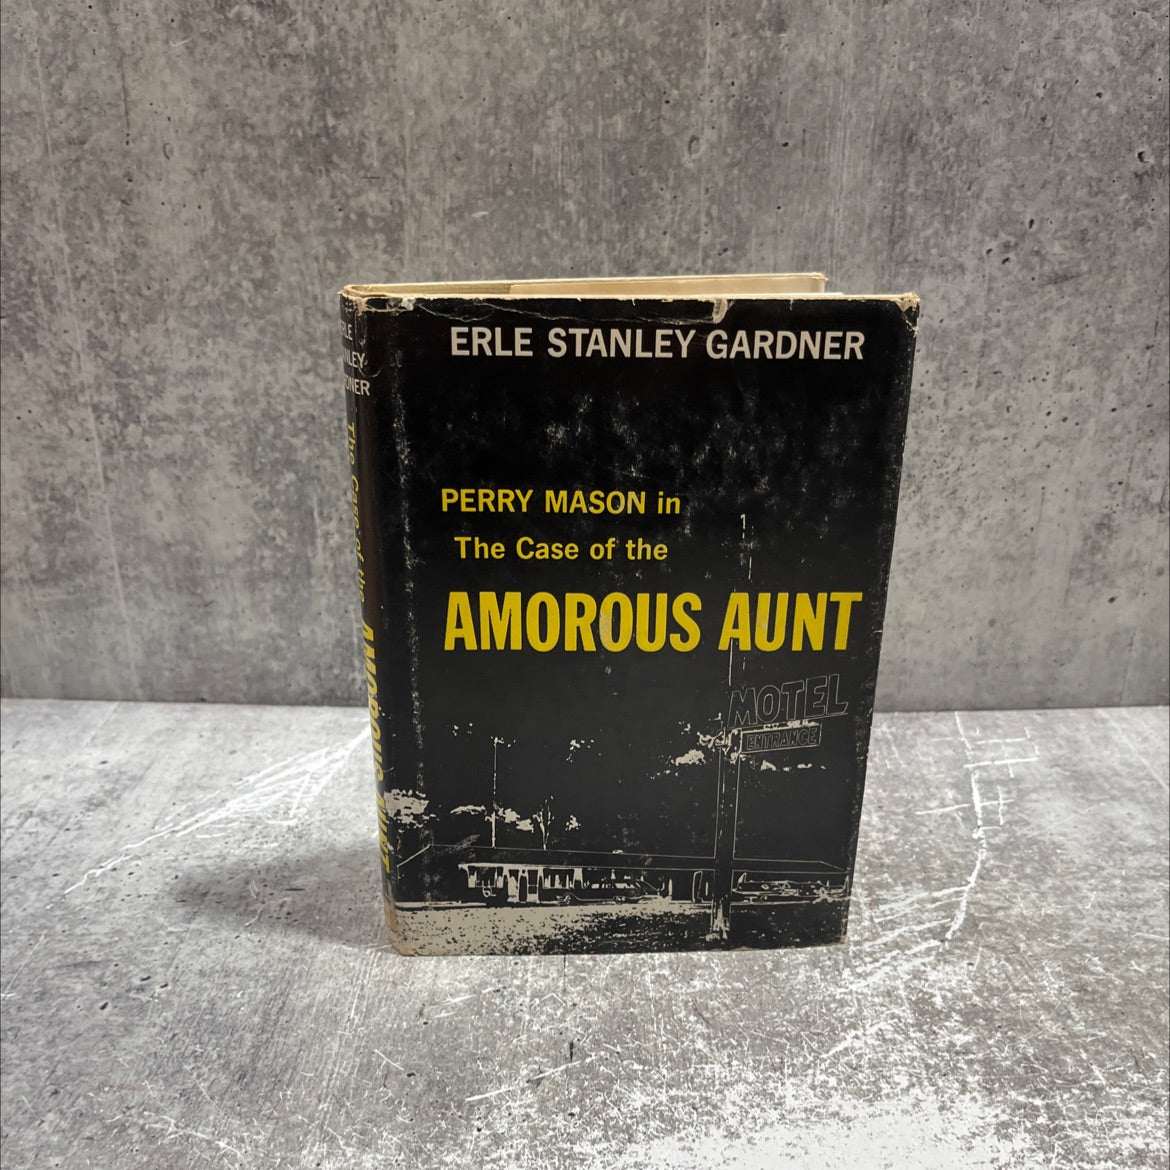 ERLE STANLEY GARDNER
PERRY MASON in
The Case of the
AMOROUS AUNT
MOTEL
ENTRANCE
The Case of the AMOROUS AUNT